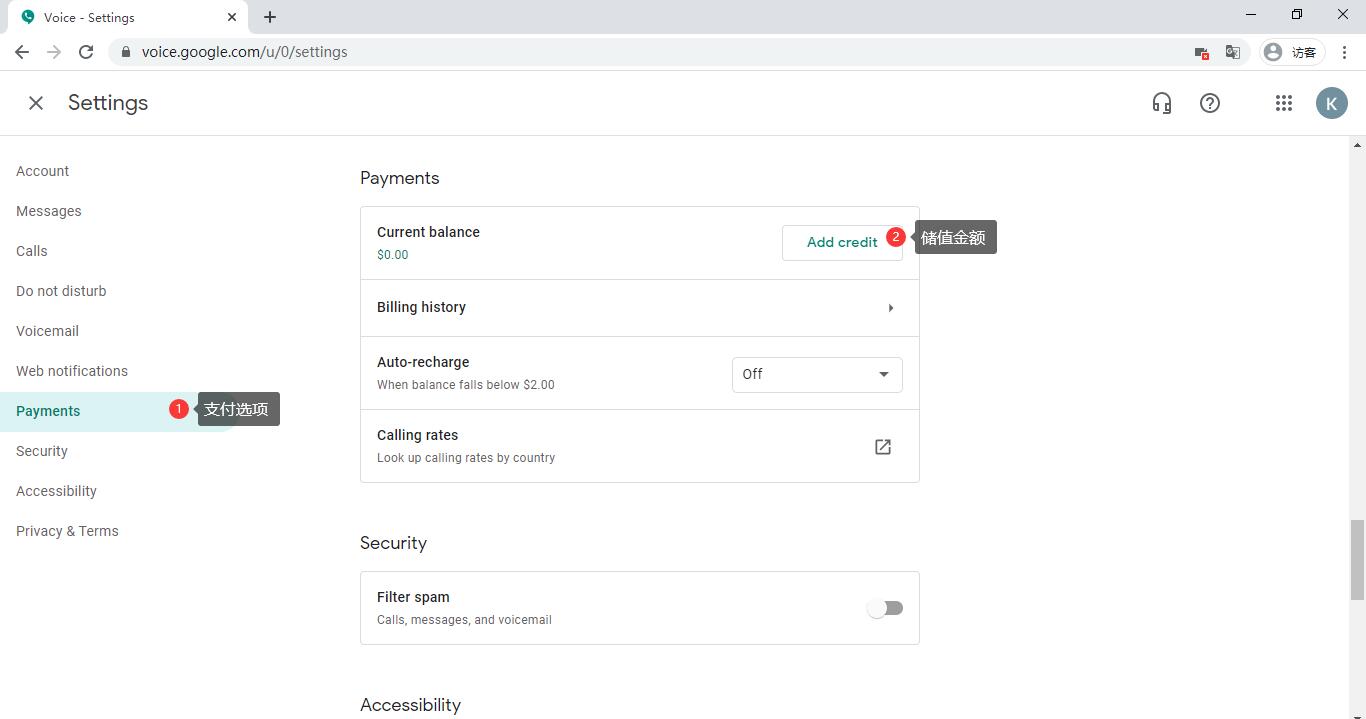 Voice - Settings
voice.google.com/u/0/settings
访客
Settings
K
Account
Messages
Calls
Do not disturb
Voicemail
Web notifications
Payments
1
支付选项
Security
Accessibility
Privacy & Terms
Payments
Current balance
$0.00
Add credit
2
储值金额
Billing history
Auto-recharge
When balance falls below $2.00
Off
Calling rates
Look up calling rates by country
Security
Filter spam
Calls, messages, and voicemail
Accessibility